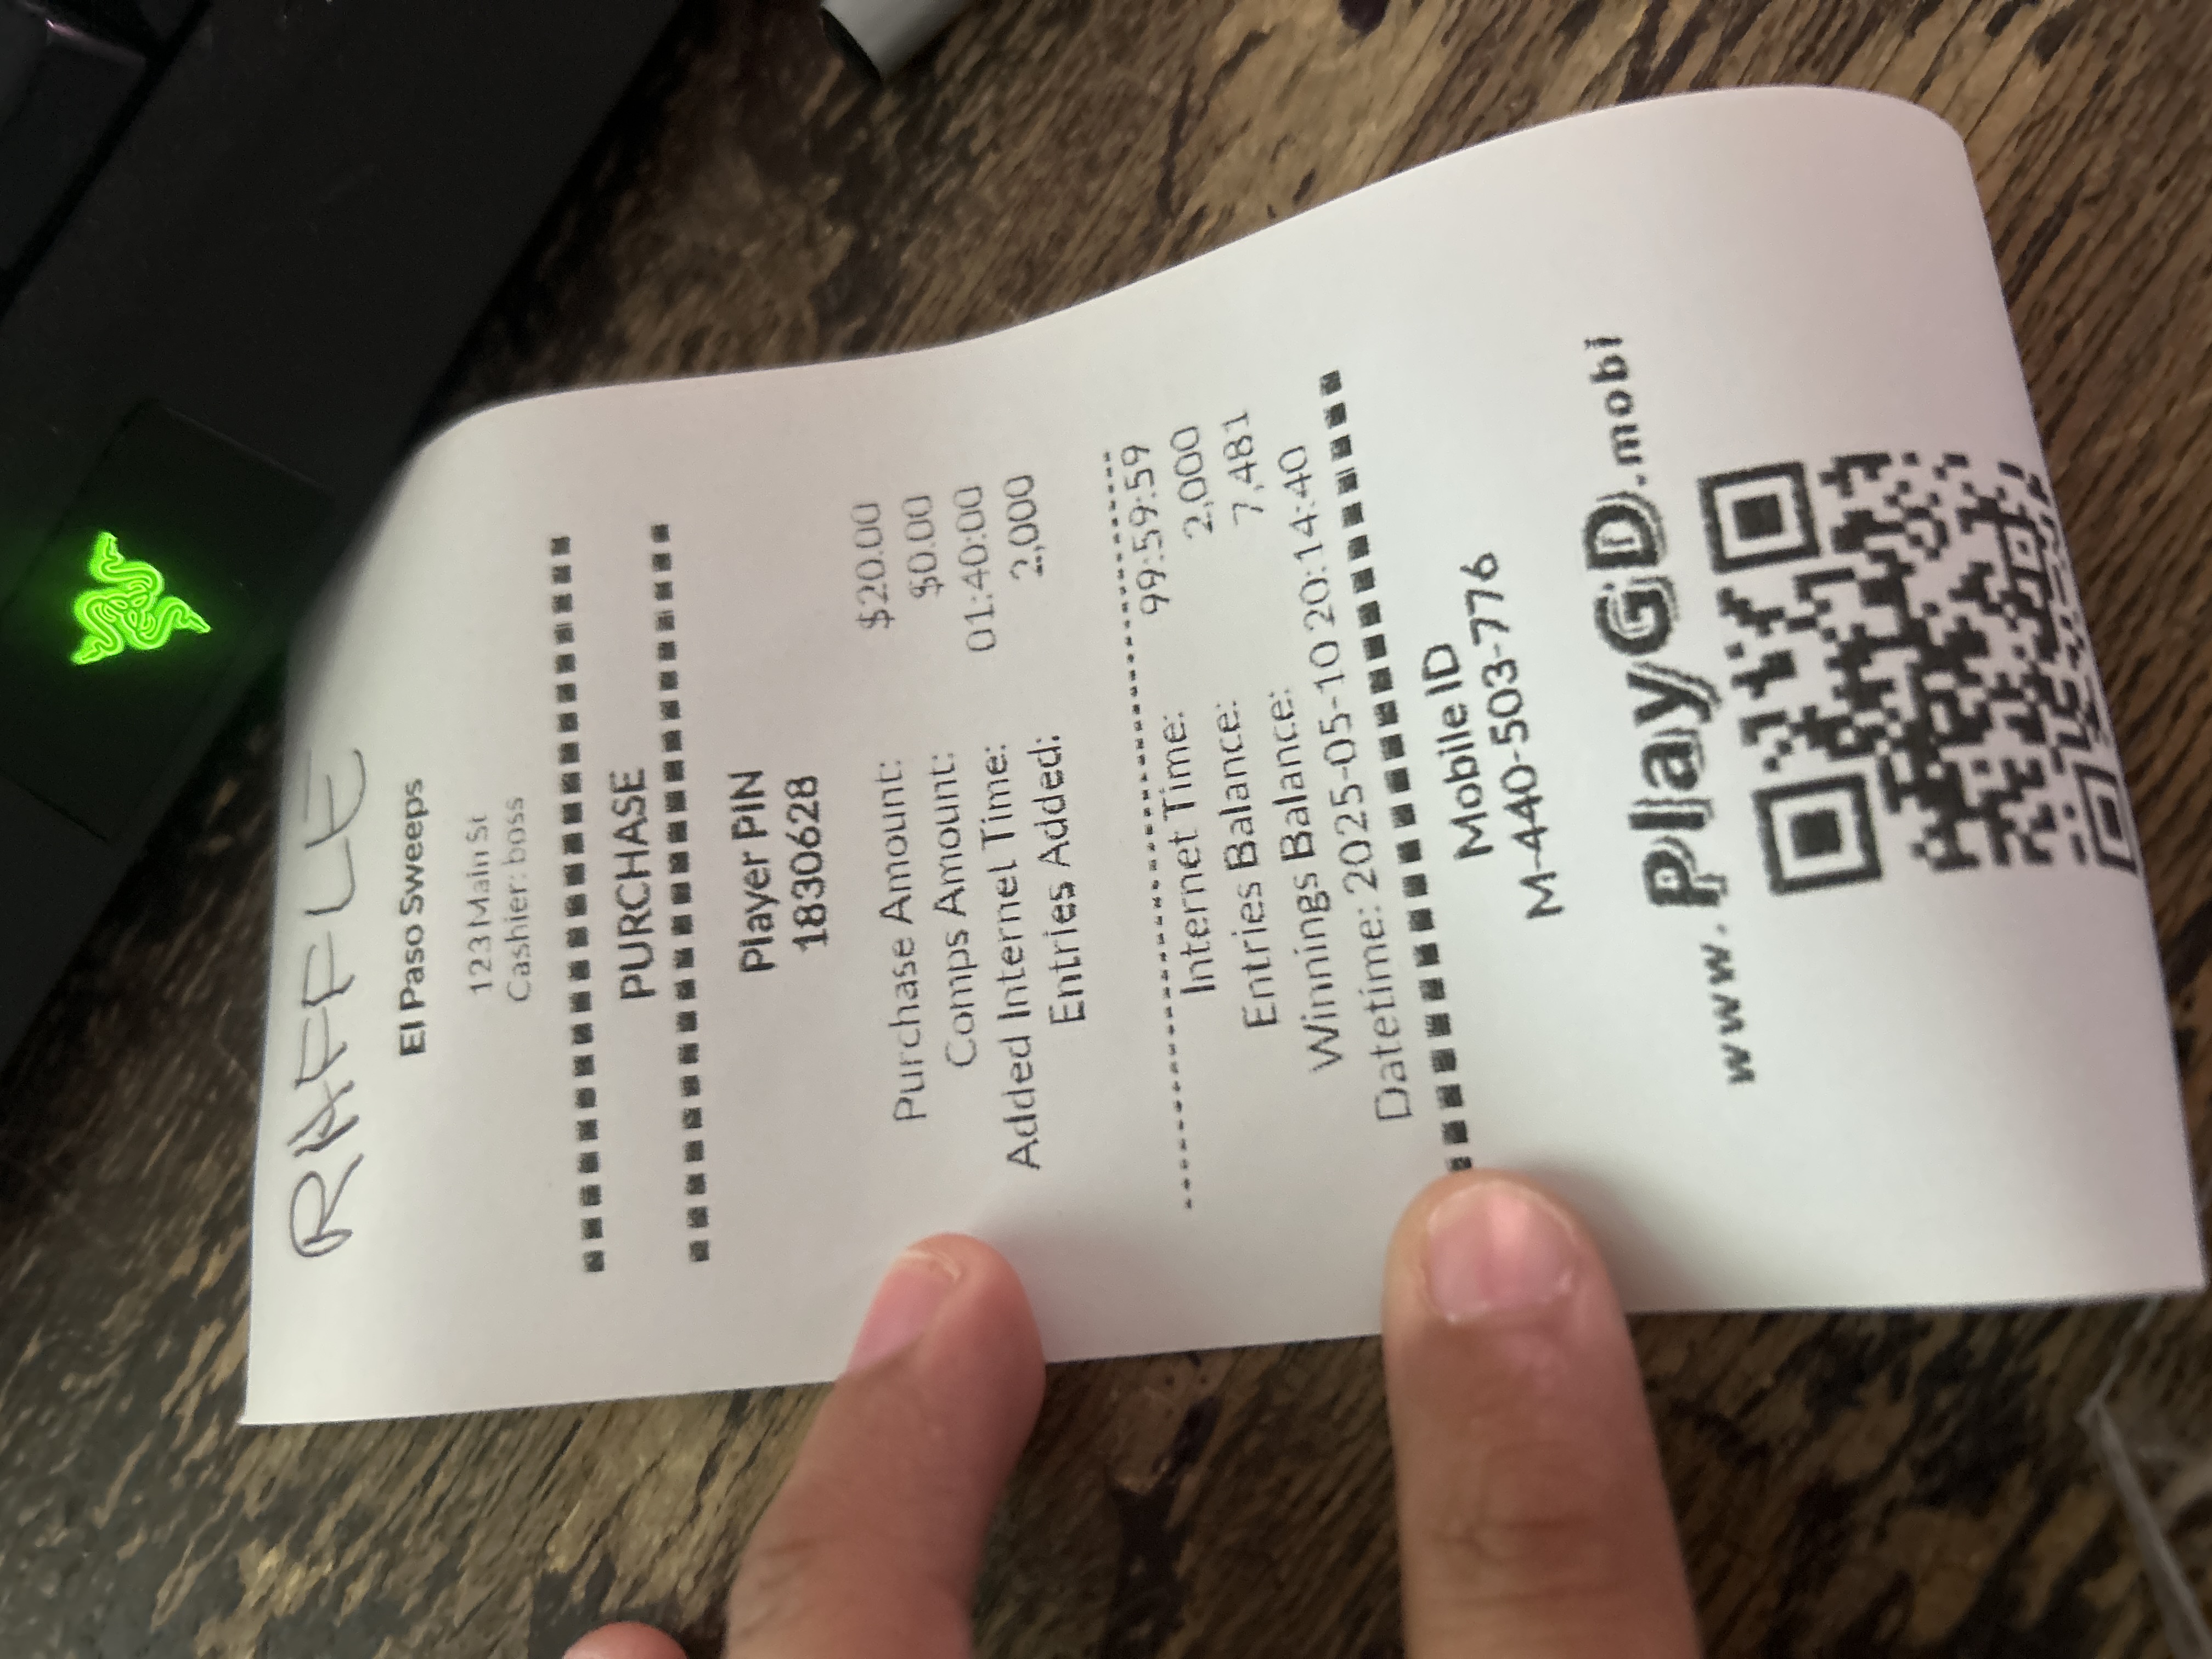 RAFFLE
El Paso Sweeps
123 Main St
Cashier: boss
PURCHASE
Player PIN
1830628
Purchase Amount: $20.00
Comps Amount: $0.00
Added Internet Time: 01:40:00
Entries Added: 2,000
Internet Time: 99:59:59
Entries Balance: 2,000
Winnings Balance: 7,481
Datetime: 2025-05-10 20:14:40
Mobile ID
M-440-503-776
www.PlayGD.mobi